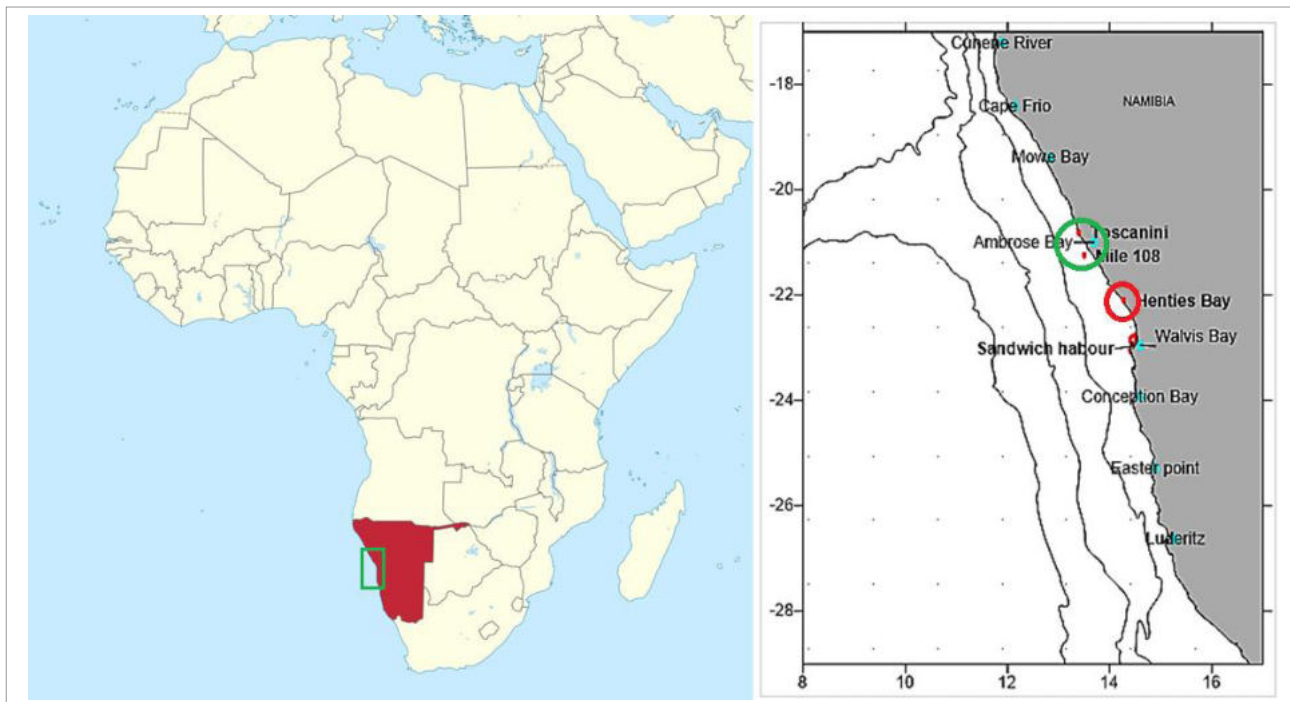 Cunene River
-18
NAMIBIA
Cape Frio
Mowe Bay
-20
Toscanini
Ambrose Bay
Mile 108
-22
Henties Bay
Walvis Bay
Sandwich habour
-24
Conception Bay
Easter point
-26
Luderitz
-28
8
10
12
14
16